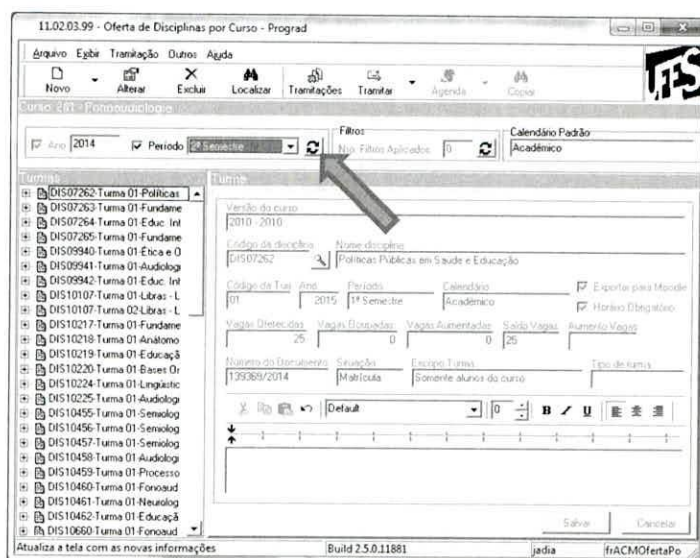 11.02.03.99 - Oferta de Disciplinas por Curso - Prograd
Arquivo Exibir Tramitação Outros Ajuda
Novo Alterar Excluir Localizar Tramitações Tramitar Agenda Copiar
Curso: 261 - Fonoaudiologia
Ano 2014 Período 2º Semestre
Filtros
Nro. Filtros Aplicados 0
Calendário Padrão
Acadêmico
Turmas
DIS07262-Turma 01-Políticas
DIS07263-Turma 01-Fundame
DIS07264-Turma 01-Educ. Int
DIS07265-Turma 01-Fundame
DIS09940-Turma 01-Ética e O
DIS09941-Turma 01-Audiologi
DIS09942-Turma 01-Educ. Int
DIS10107-Turma 01-Libras - L
DIS10107-Turma 02-Libras - L
DIS10217-Turma 01-Fundame
DIS10218-Turma 01-Anátomo
DIS10219-Turma 01-Educaçã
DIS10220-Turma 01-Bases Or
DIS10224-Turma 01-Lingüístic
DIS10225-Turma 01-Audiologi
DIS10455-Turma 01-Semiolog
DIS10456-Turma 01-Semiolog
DIS10457-Turma 01-Semiolog
DIS10458-Turma 01-Audiologi
DIS10459-Turma 01-Processo
DIS10460-Turma 01-Fonoaud
DIS10461-Turma 01-Neurolog
DIS10462-Turma 01-Educaçã
DIS10660-Turma 01-Fonoaud
Turma
Versão do curso
2010 - 2010
Código da disciplina Nome disciplina
DIS07262 Políticas Públicas em Saúde e Educação
Código da Tur Ano Período Calendário
01 2015 1º Semestre Acadêmico
Exportar para Moodle
Horário Obrigatório
Vagas Oferecidas Vagas Ocupadas Vagas Aumentadas Saldo Vagas Aumento Vagas
25 0 0 25
Número do Documento Situação Escopo Turma Tipo de turma
139369/2014 Matrícula Somente alunos do curso
Default 0 B I U
Salvar Cancelar
Atualiza a tela com as novas informações Build 2.5.0.11881 jadia frACMOfertaPo